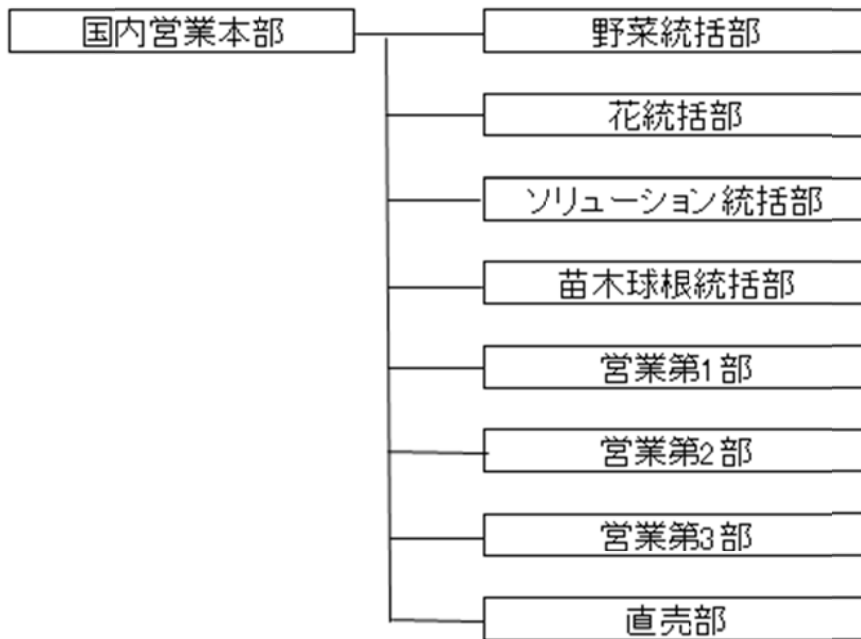 国内営業本部
野菜統括部
花統括部
ソリューション統括部
苗木球根統括部
営業第1部
営業第2部
営業第3部
直売部